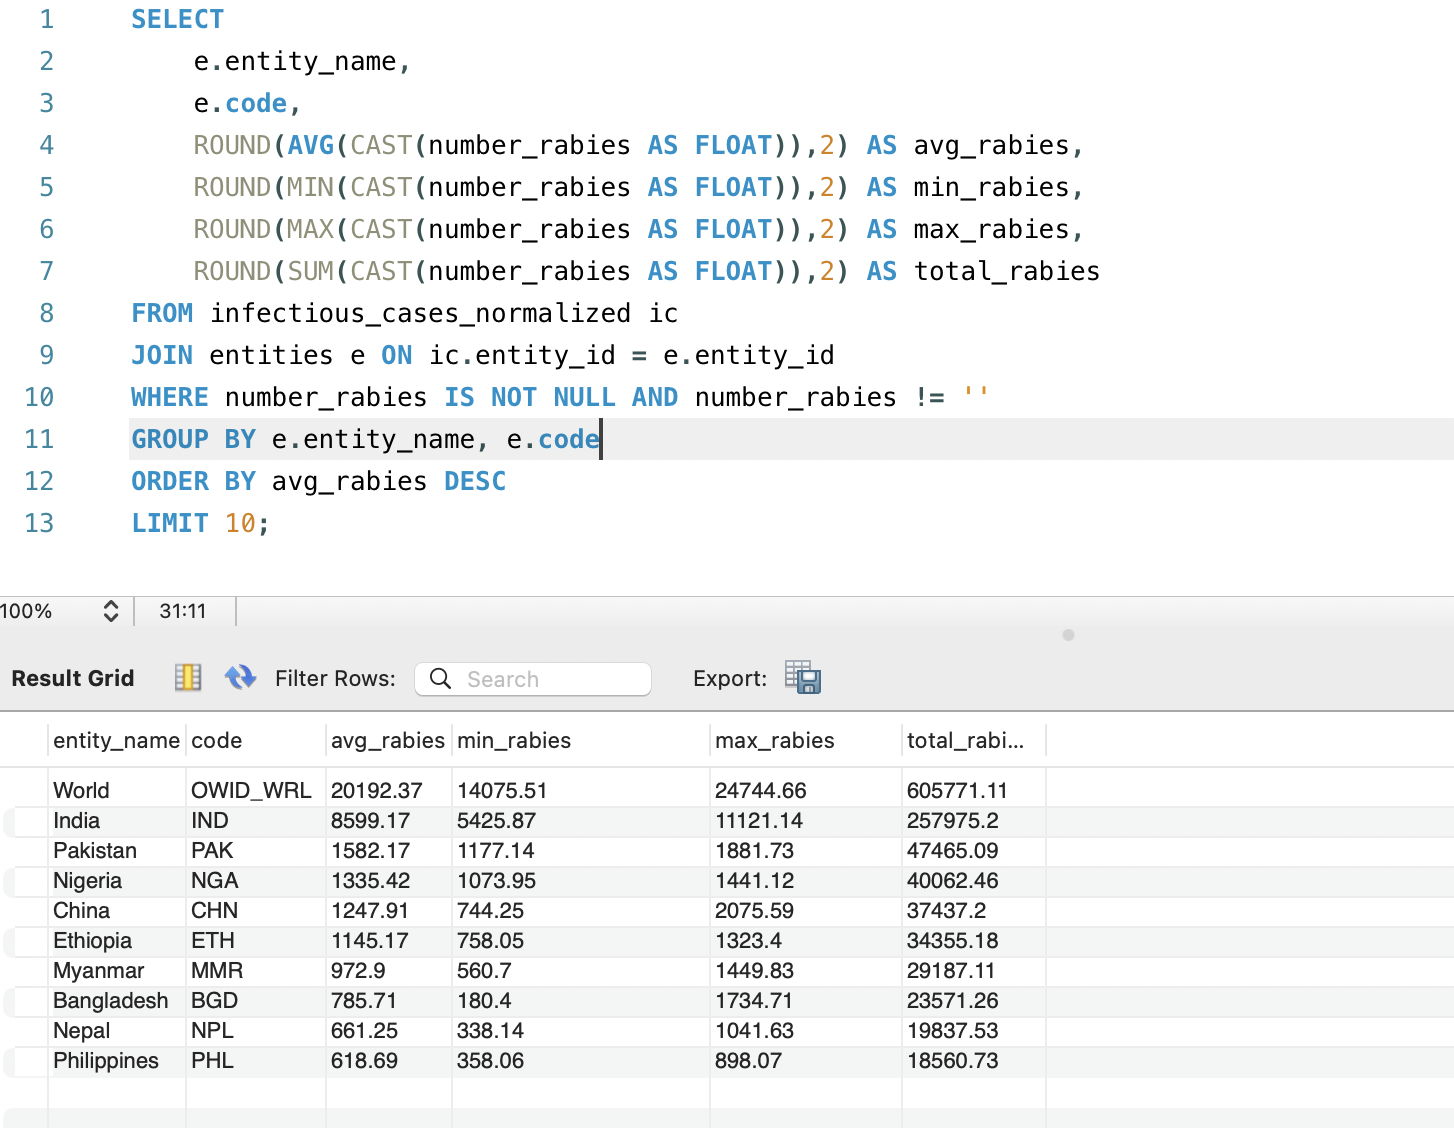 1 SELECT
2 e.entity_name,
3 e.code,
4 ROUND(AVG(CAST(number_rabies AS FLOAT)),2) AS avg_rabies,
5 ROUND(MIN(CAST(number_rabies AS FLOAT)),2) AS min_rabies,
6 ROUND(MAX(CAST(number_rabies AS FLOAT)),2) AS max_rabies,
7 ROUND(SUM(CAST(number_rabies AS FLOAT)),2) AS total_rabies
8 FROM infectious_cases_normalized ic
9 JOIN entities e ON ic.entity_id = e.entity_id
10 WHERE number_rabies IS NOT NULL AND number_rabies != ''
11 GROUP BY e.entity_name, e.code
12 ORDER BY avg_rabies DESC
13 LIMIT 10;
100% 31:11
Result Grid Filter Rows: Search Export:
entity_name code avg_rabies min_rabies max_rabies total_rabi...
World OWID_WRL 20192.37 14075.51 24744.66 605771.11
India IND 8599.17 5425.87 11121.14 257975.2
Pakistan PAK 1582.17 1177.14 1881.73 47465.09
Nigeria NGA 1335.42 1073.95 1441.12 40062.46
China CHN 1247.91 744.25 2075.59 37437.2
Ethiopia ETH 1145.17 758.05 1323.4 34355.18
Myanmar MMR 972.9 560.7 1449.83 29187.11
Bangladesh BGD 785.71 180.4 1734.71 23571.26
Nepal NPL 661.25 338.14 1041.63 19837.53
Philippines PHL 618.69 358.06 898.07 18560.73